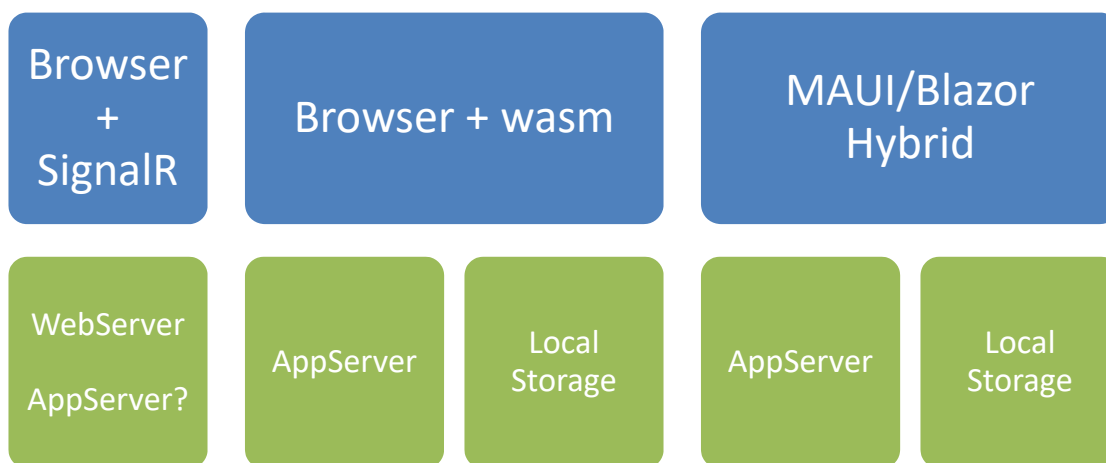 Browser
+
SignalR
Browser + wasm
MAUI/Blazor
Hybrid
WebServer
AppServer?
AppServer
Local
Storage
AppServer
Local
Storage